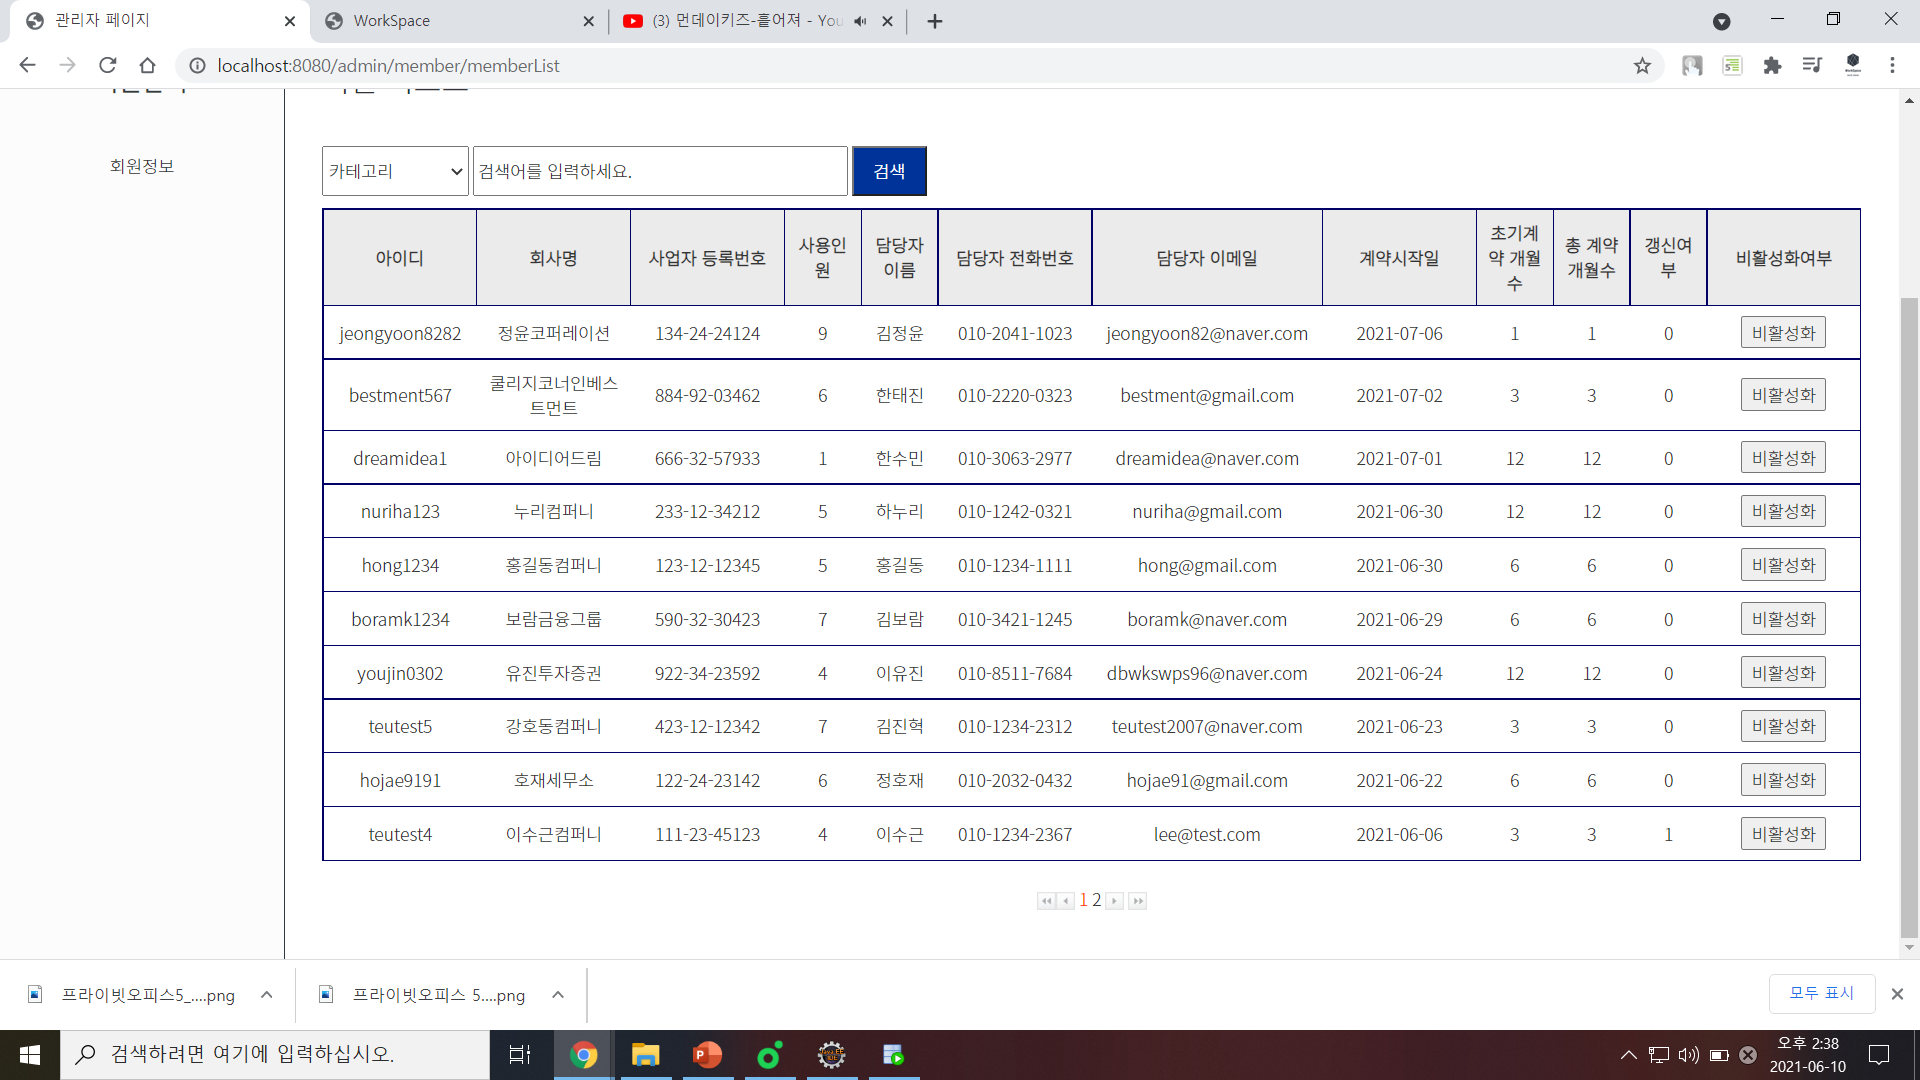 관리자 페이지
WorkSpace
(3) 먼데이키즈-흩어져 - You
localhost:8080/admin/member/memberList
회원정보
카테고리 검색어를 입력하세요. 검색
아이디 회사명 사업자 등록번호 사용인원 담당자 이름 담당자 전화번호 담당자 이메일 계약시작일 초기계약 개월수 총 계약 개월수 갱신여부 비활성화여부
jeongyoon8282 정윤코퍼레이션 134-24-24124 9 김정윤 010-2041-1023 jeongyoon82@naver.com 2021-07-06 1 1 0 비활성화
bestment567 쿨리지코너인베스트먼트 884-92-03462 6 한태진 010-2220-0323 bestment@gmail.com 2021-07-02 3 3 0 비활성화
dreamidea1 아이디어드림 666-32-57933 1 한수민 010-3063-2977 dreamidea@naver.com 2021-07-01 12 12 0 비활성화
nuriha123 누리컴퍼니 233-12-34212 5 하누리 010-1242-0321 nuriha@gmail.com 2021-06-30 12 12 0 비활성화
hong1234 홍길동컴퍼니 123-12-12345 5 홍길동 010-1234-1111 hong@gmail.com 2021-06-30 6 6 0 비활성화
boramk1234 보람금융그룹 590-32-30423 7 김보람 010-3421-1245 boramk@naver.com 2021-06-29 6 6 0 비활성화
youjin0302 유진투자증권 922-34-23592 4 이유진 010-8511-7684 dbwkswps96@naver.com 2021-06-24 12 12 0 비활성화
teutest5 강호동컴퍼니 423-12-12342 7 김진혁 010-1234-2312 teutest2007@naver.com 2021-06-23 3 3 0 비활성화
hojae9191 호재세무소 122-24-23142 6 정호재 010-2032-0432 hojae91@gmail.com 2021-06-22 6 6 0 비활성화
teutest4 이수근컴퍼니 111-23-45123 4 이수근 010-1234-2367 lee@test.com 2021-06-06 3 3 1 비활성화
1 2
프라이빗오피스5_....png
프라이빗오피스 5....png
모두 표시
검색하려면 여기에 입력하십시오.
오후 2:38
2021-06-10